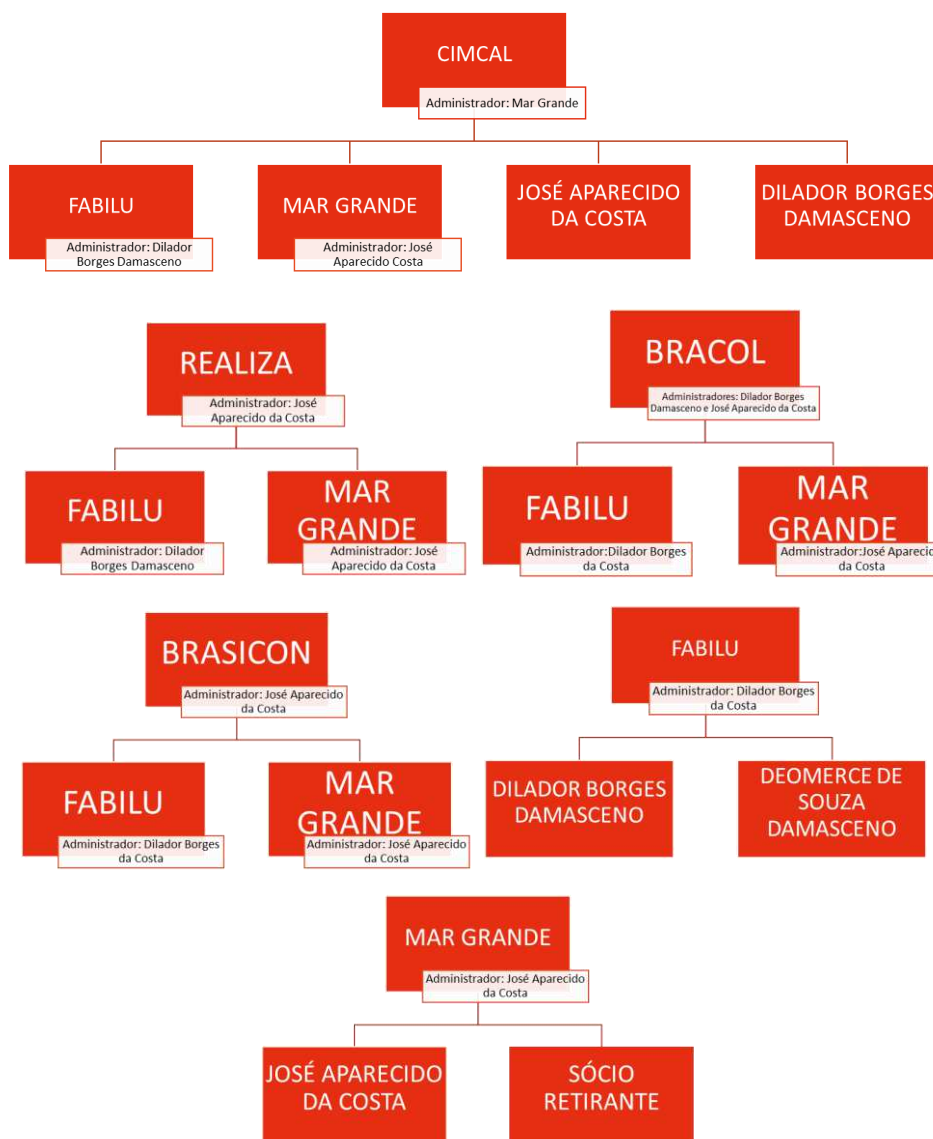 CIMCAL
Administrador: Mar Grande
FABILU
Administrador: Dilador
Borges Damasceno
MAR GRANDE
Administrador: José
Aparecido Costa
JOSÉ APARECIDO
DA COSTA
DILADOR BORGES
DAMASCENO
REALIZA
Administrador: José
Aparecido da Costa
FABILU
Administrador: Dilador
Borges Damasceno
MAR
GRANDE
Administrador: José
Aparecido da Costa
BRACOL
Administradores: Dilador Borges
Damasceno e José Aparecido da Costa
FABILU
Administrador:Dilador Borges
da Costa
MAR
GRANDE
Administrador:José Aparecido
da Costa
BRASICON
Administrador: José Aparecido
da Costa
FABILU
Administrador: Dilador Borges
da Costa
MAR
GRANDE
Administrador: José Aparecido
da Costa
FABILU
Administrador: Dilador Borges
da Costa
DILADOR BORGES
DAMASCENO
DEOMERCE DE
SOUZA
DAMASCENO
MAR GRANDE
Administrador: José Aparecido
da Costa
JOSÉ APARECIDO
DA COSTA
SÓCIO
RETIRANTE